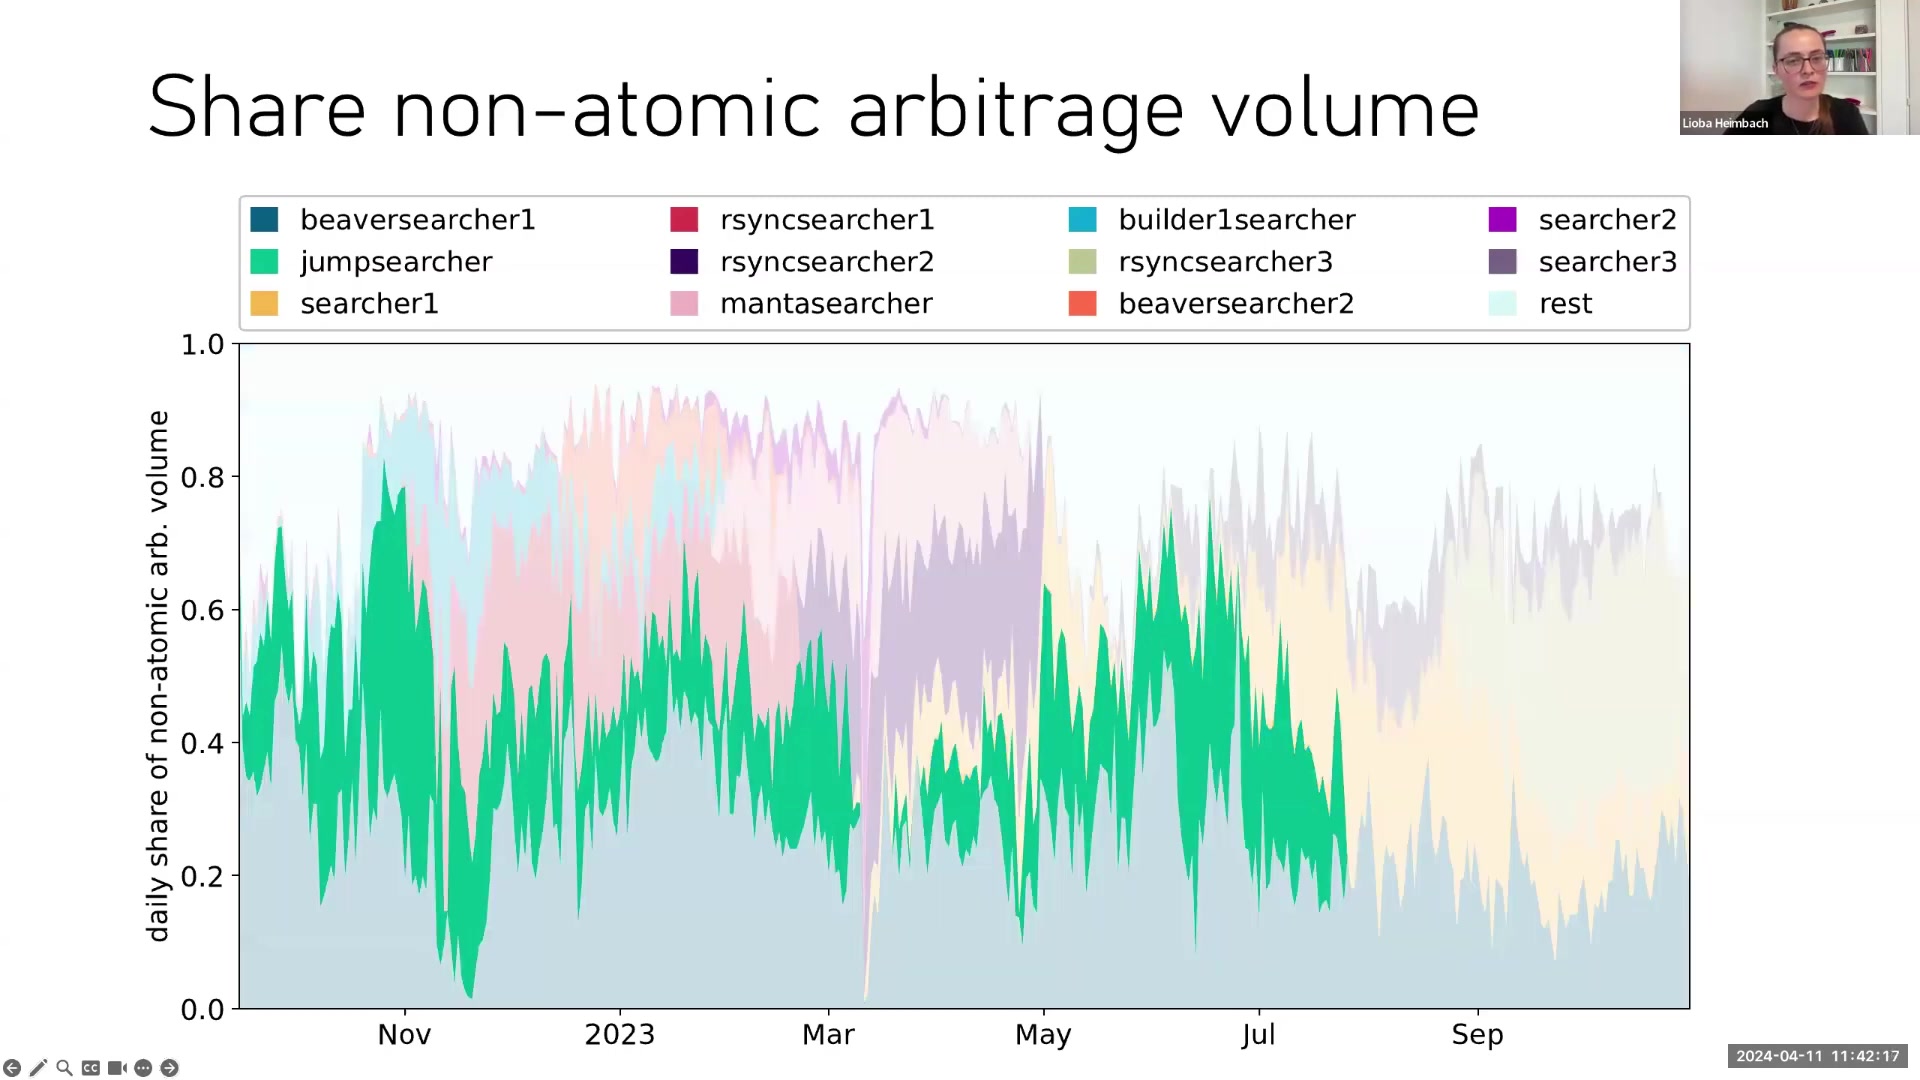 Share non-atomic arbitrage volume
Lioba Heimbach
beaversearcher1 rsyncsearcher1 builder1searcher searcher2
jumpsearcher rsyncsearcher2 rsyncsearcher3 searcher3
searcher1 mantasearcher beaversearcher2 rest
daily share of non-atomic arb. volume
1.0
0.8
0.6
0.4
0.2
0.0
Nov 2023 Mar May Jul Sep
CC
2024-04-11 11:42:17